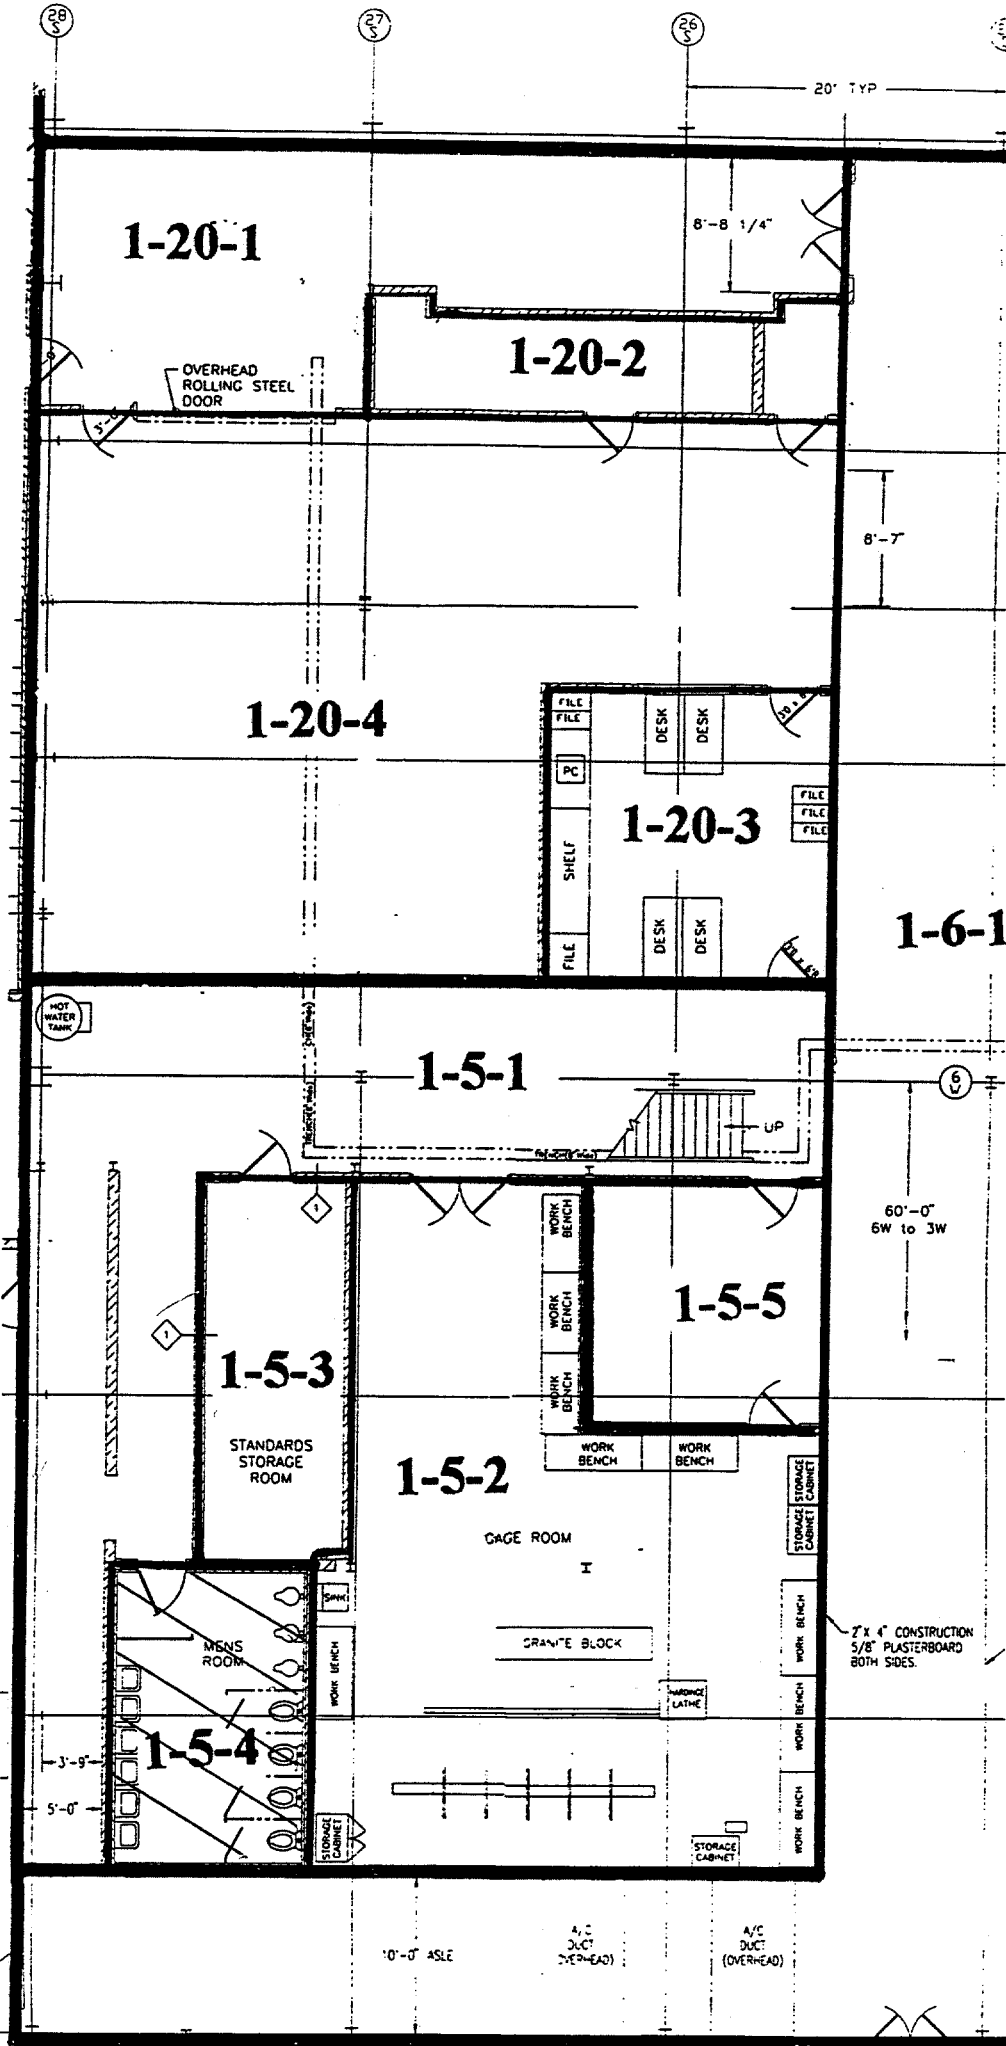 28
S
27
S
26
S
20' TYP
8'-8 1/4"
1-20-1
1-20-2
OVERHEAD
ROLLING STEEL
DOOR
8'-7"
1-20-4
FILE
FILE
DESK
DESK
PC
1-20-3
FILE
FILE
FILE
SHELF
FILE
DESK
DESK
1-6-1
HOT
WATER
TANK
1-5-1
6
W
UP
1
60'-0"
6W to 3W
WORK
BENCH
WORK
BENCH
WORK
BENCH
1-5-5
1
1-5-3
STANDARDS
STORAGE
ROOM
WORK
BENCH
WORK
BENCH
1-5-2
STORAGE
CABINET
STORAGE
CABINET
GAGE ROOM
SINK
GRANITE BLOCK
MENS
ROOM
WORK BENCH
WORK BENCH
2" X 4" CONSTRUCTION
5/8" PLASTERBOARD
BOTH SIDES.
HARDINGE
LATHE
WORK BENCH
1-5-4
3'-9"
5'-0"
WORK BENCH
STORAGE
CABINET
STORAGE
CABINET
10'-0" ASLE
A/C
DUCT
(OVERHEAD)
A/C
DUCT
(OVERHEAD)